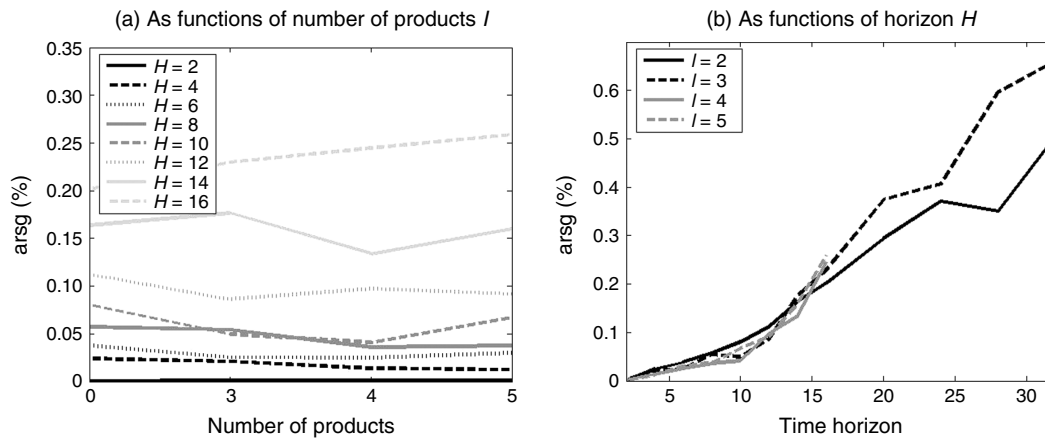 (a) As functions of number of products I
0.35
0.30
0.25
0.20
0.15
0.10
0.05
0
arsg (%)
H = 2
H = 4
H = 6
H = 8
H = 10
H = 12
H = 14
H = 16
0 3 4 5
Number of products
(b) As functions of horizon H
0.6
0.5
0.4
0.3
0.2
0.1
0
arsg (%)
I = 2
I = 3
I = 4
I = 5
5 10 15 20 25 30
Time horizon